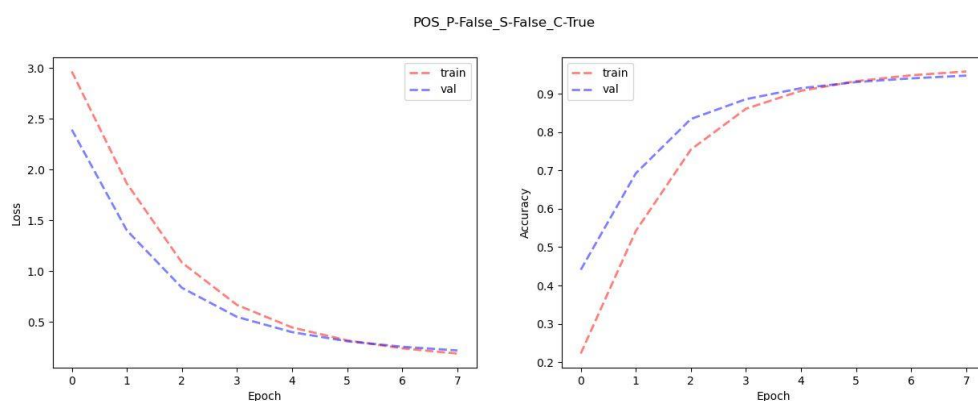 POS_P-False_S-False_C-True
3.0
2.5
2.0
1.5
1.0
0.5
Loss
0 1 2 3 4 5 6 7
Epoch
train
val
0.9
0.8
0.7
0.6
0.5
0.4
0.3
0.2
Accuracy
0 1 2 3 4 5 6 7
Epoch
train
val